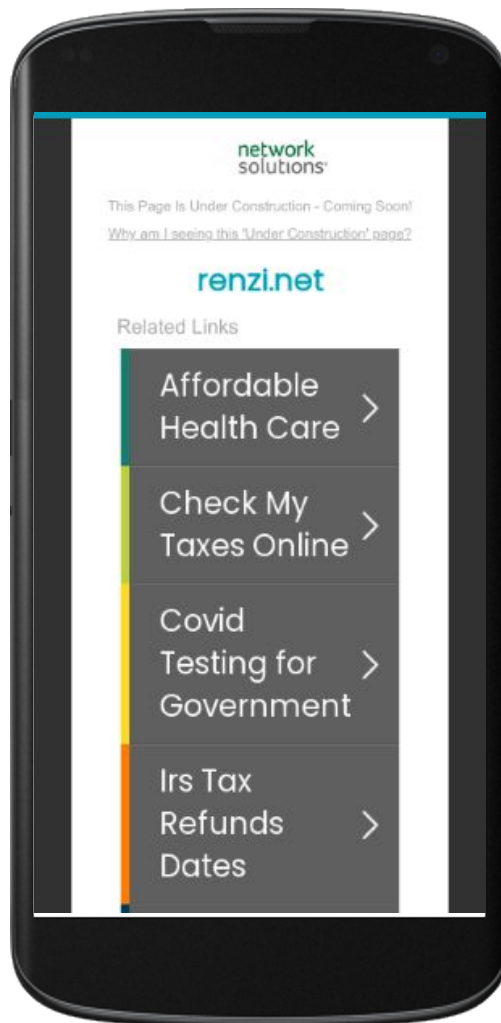 network
solutions®
This Page Is Under Construction - Coming Soon!
Why am I seeing this 'Under Construction' page?
renzi.net
Related Links
Affordable
Health Care
Check My
Taxes Online
Covid
Testing for
Government
Irs Tax
Refunds
Dates